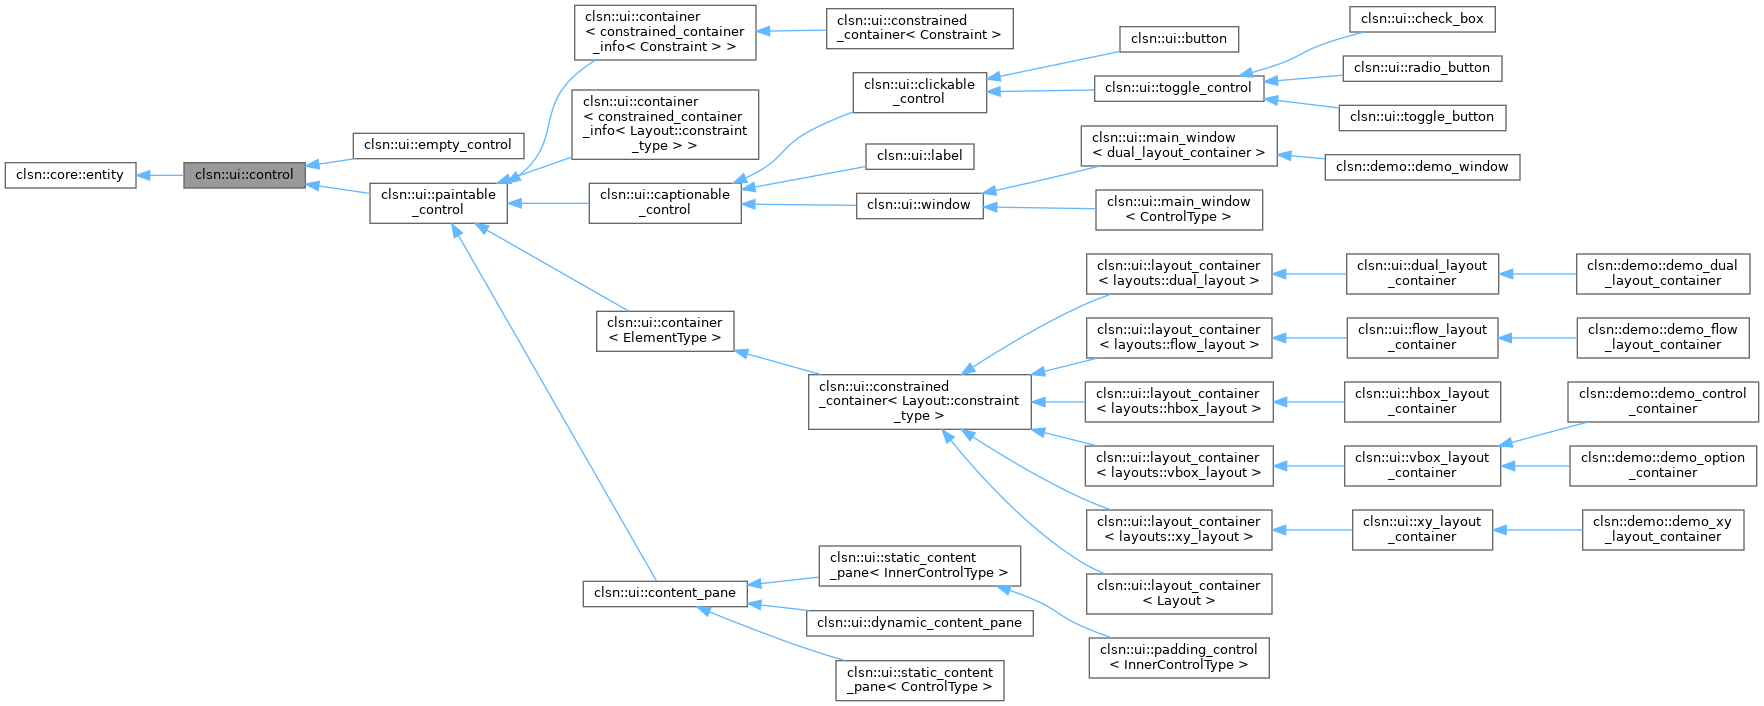 clsn::core::entity
clsn::ui::control
clsn::ui::empty_control
clsn::ui::paintable
_control
clsn::ui::container
< constrained_container
_info< Constraint > >
clsn::ui::container
< constrained_container
_info< Layout::constraint
_type > >
clsn::ui::captionable
_control
clsn::ui::container
< ElementType >
clsn::ui::content_pane
clsn::ui::constrained
_container< Constraint >
clsn::ui::clickable
_control
clsn::ui::label
clsn::ui::window
clsn::ui::constrained
_container< Layout::constraint
_type >
clsn::ui::static_content
_pane< InnerControlType >
clsn::ui::dynamic_content_pane
clsn::ui::static_content
_pane< ControlType >
clsn::ui::button
clsn::ui::toggle_control
clsn::ui::main_window
< dual_layout_container >
clsn::ui::main_window
< ControlType >
clsn::ui::layout_container
< layouts::dual_layout >
clsn::ui::layout_container
< layouts::flow_layout >
clsn::ui::layout_container
< layouts::hbox_layout >
clsn::ui::layout_container
< layouts::vbox_layout >
clsn::ui::layout_container
< layouts::xy_layout >
clsn::ui::layout_container
< Layout >
clsn::ui::padding_control
< InnerControlType >
clsn::ui::check_box
clsn::ui::radio_button
clsn::ui::toggle_button
clsn::demo::demo_window
clsn::ui::dual_layout
_container
clsn::ui::flow_layout
_container
clsn::ui::hbox_layout
_container
clsn::ui::vbox_layout
_container
clsn::ui::xy_layout
_container
clsn::demo::demo_dual
_layout_container
clsn::demo::demo_flow
_layout_container
clsn::demo::demo_control
_container
clsn::demo::demo_option
_container
clsn::demo::demo_xy
_layout_container